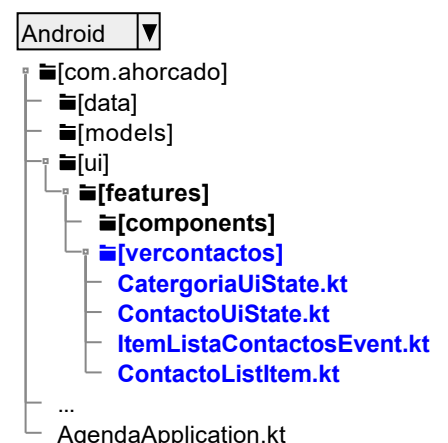 Android
[com.ahorcado]
[data]
[models]
[ui]
[features]
[components]
[vercontactos]
CatergoriaUiState.kt
ContactoUiState.kt
ItemListaContactosEvent.kt
ContactoListItem.kt
...
AgendaApplication.kt